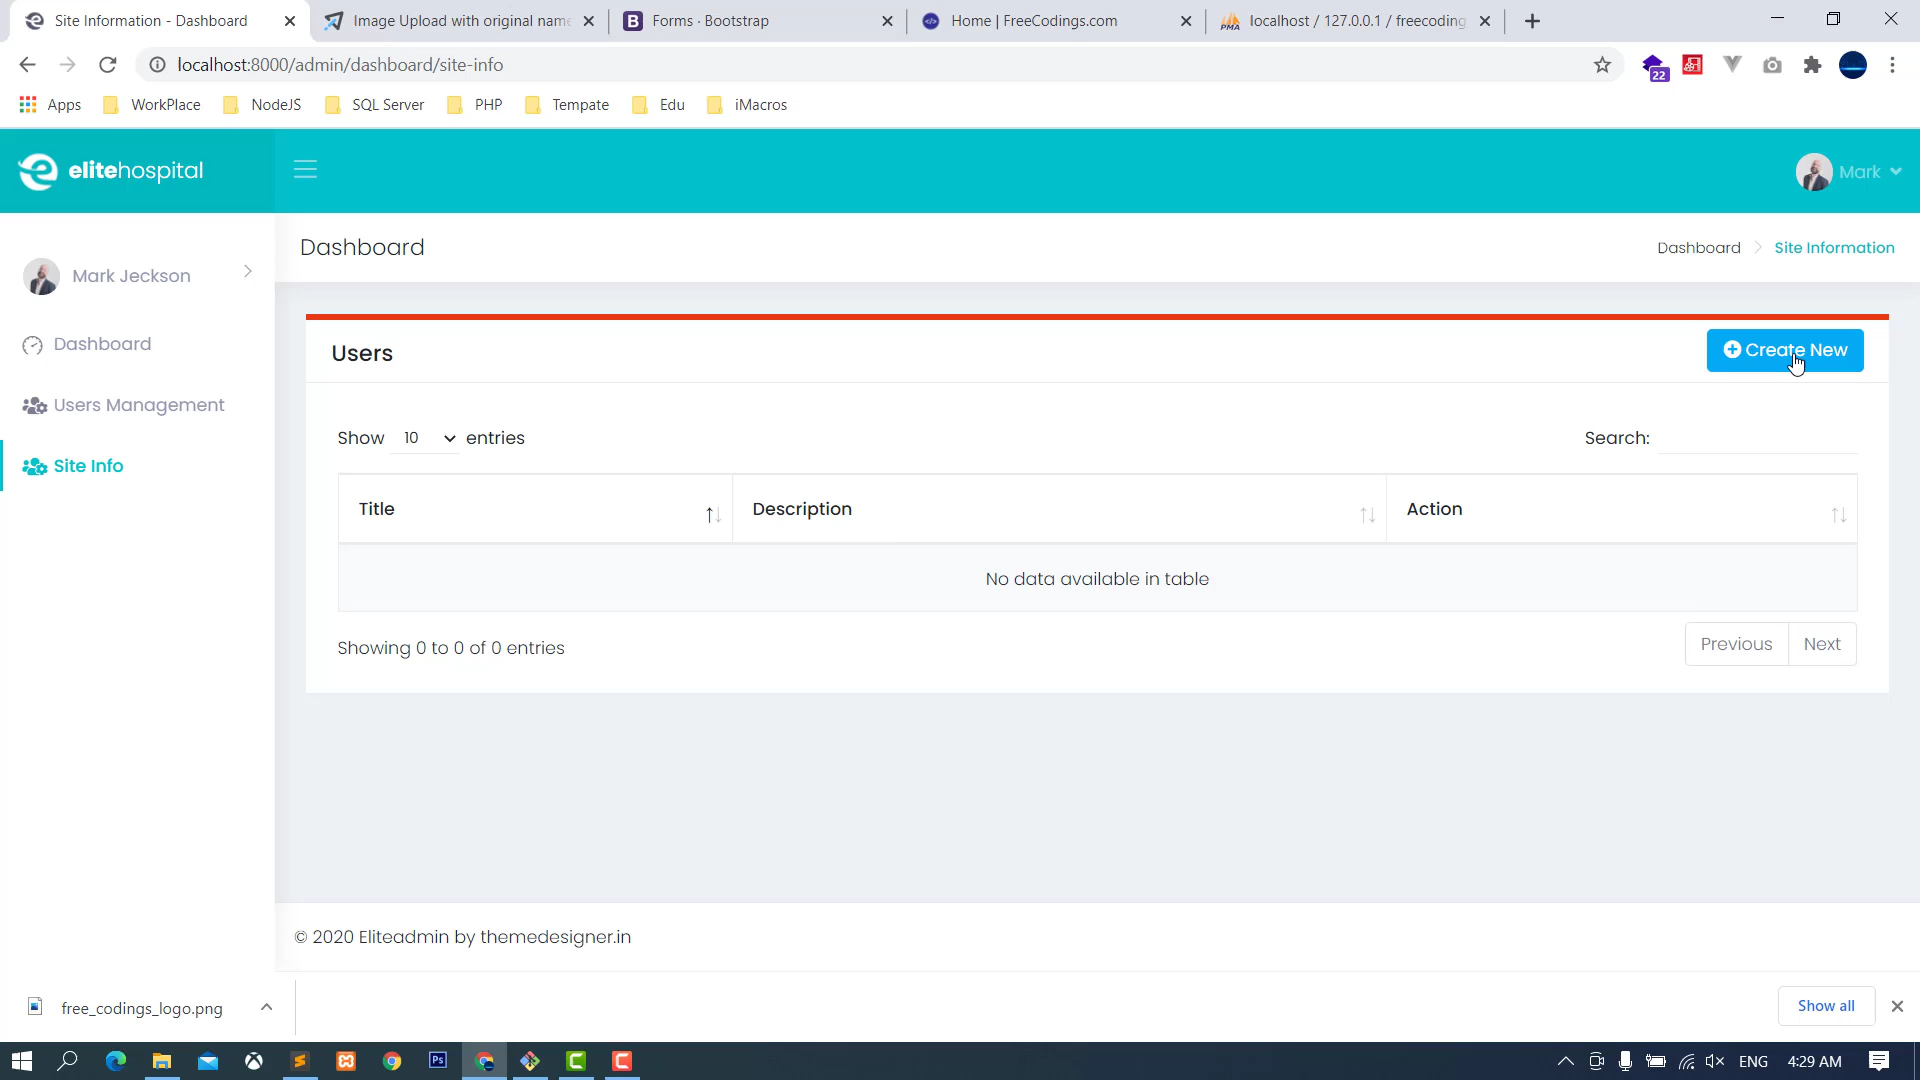 Site Information - Dashboard
Image Upload with original name
Forms · Bootstrap
Home | FreeCodings.com
PMA
localhost / 127.0.0.1 / freecoding
localhost:8000/admin/dashboard/site-info
22
Apps
WorkPlace
NodeJS
SQL Server
PHP
Tempate
Edu
iMacros
elitehospital
Mark
Mark Jeckson
Dashboard
Users Management
Site Info
Dashboard
Dashboard
Site Information
Users
Create New
Show 10 entries
Search:
Title
Description
Action
No data available in table
Showing 0 to 0 of 0 entries
Previous
Next
© 2020 Eliteadmin by themedesigner.in
free_codings_logo.png
Show all
Ps
ENG
4:29 AM